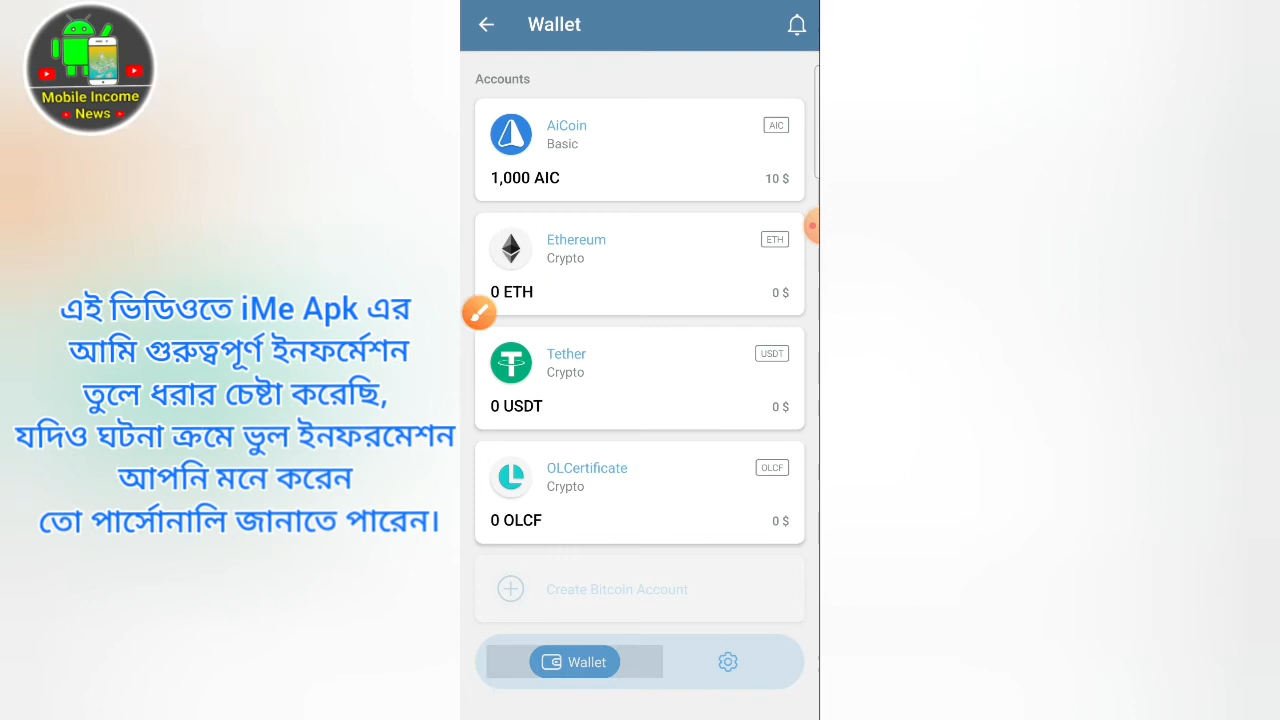 Mobile Income
News
এই ভিডিওতে iMe Apk এর
আমি গুরুত্বপূর্ণ ইনফর্মেশন
তুলে ধরার চেষ্টা করেছি,
যদিও ঘটনা ক্রমে ভুল ইনফরমেশন
আপনি মনে করেন
তো পার্সোনালি জানাতে পারেন।
Wallet
Accounts
AiCoin
AIC
Basic
1,000 AIC
10 $
Ethereum
ETH
Crypto
0 ETH
0 $
Tether
USDT
Crypto
0 USDT
0 $
OLCertificate
OLCF
Crypto
0 OLCF
0 $
Create Bitcoin Account
Wallet